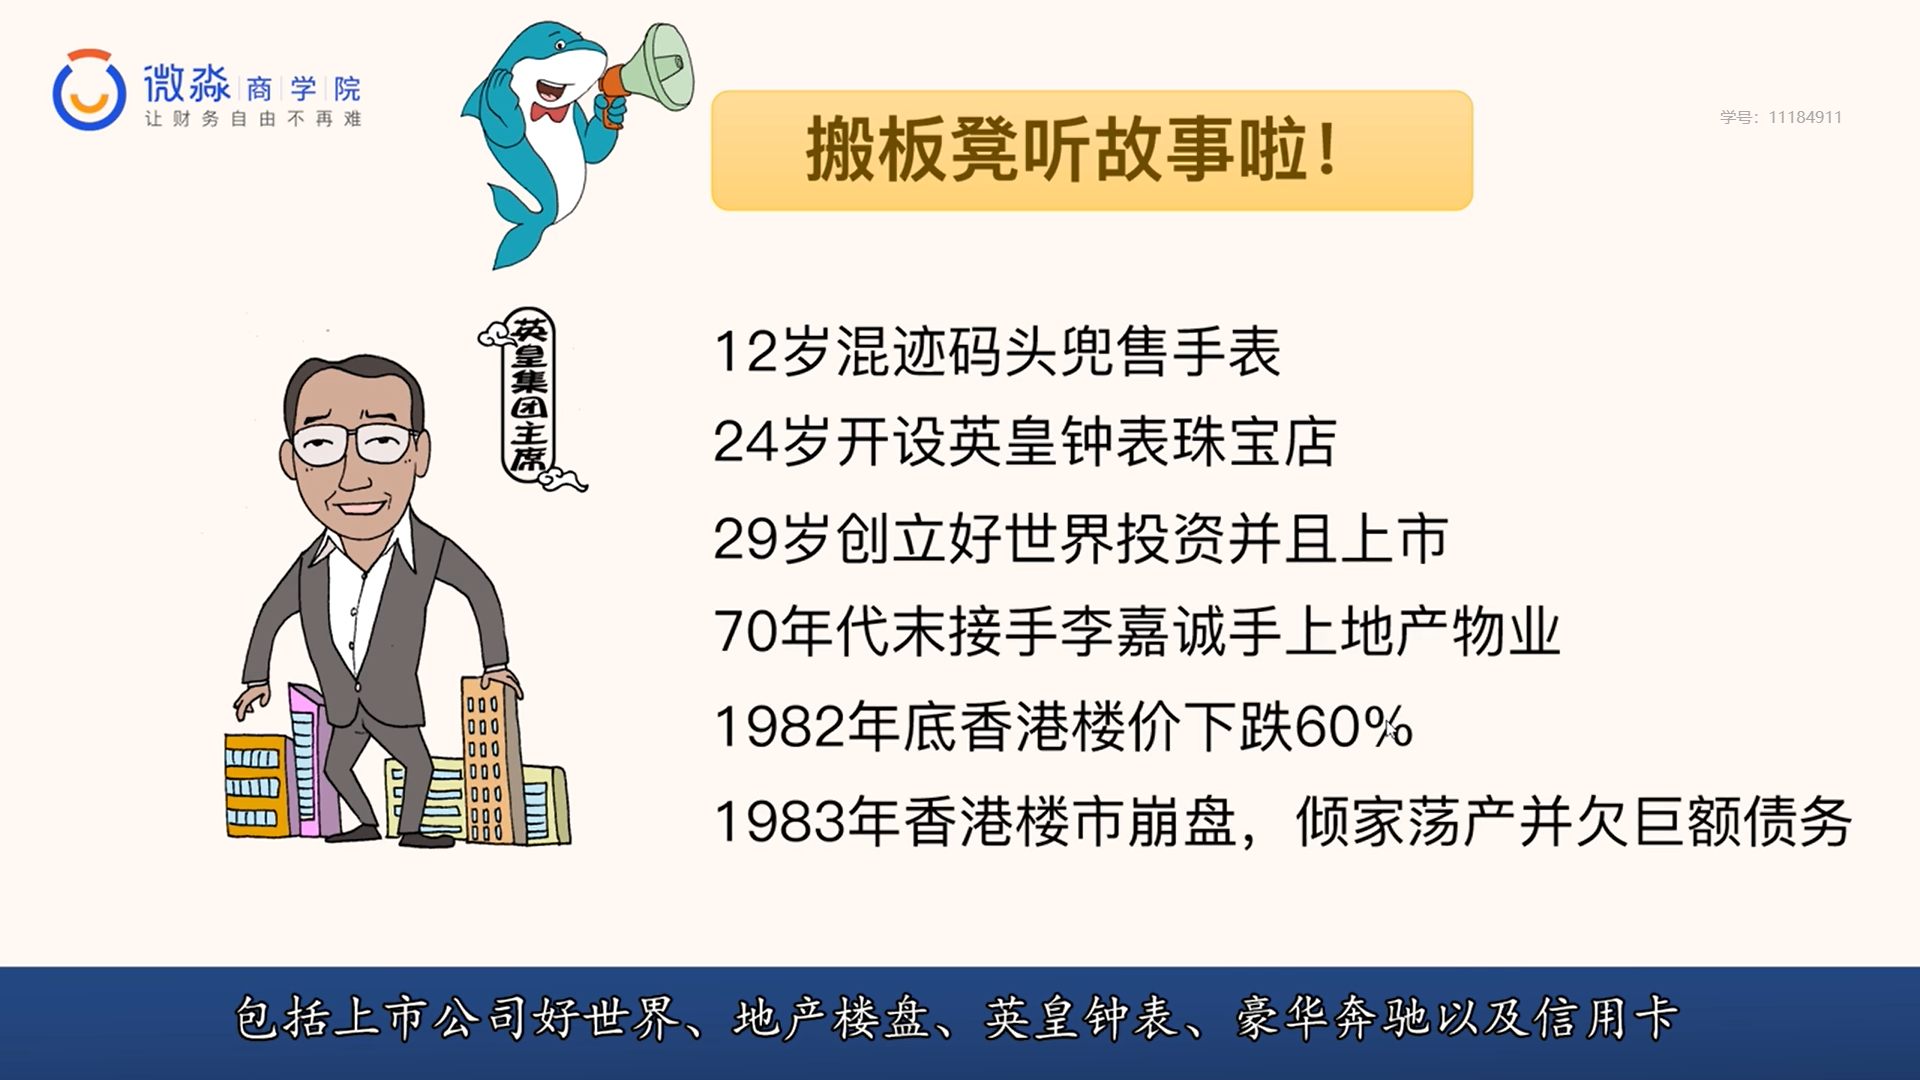 微淼 商 学 院
让财务自由不再难
搬板凳听故事啦！
学号：11184911
英皇集团主席
12岁混迹码头兜售手表
24岁开设英皇钟表珠宝店
29岁创立好世界投资并且上市
70年代末接手李嘉诚手上地产物业
1982年底香港楼价下跌60%
1983年香港楼市崩盘，倾家荡产并欠巨额债务
包括上市公司好世界、地产楼盘、英皇钟表、豪华奔驰以及信用卡